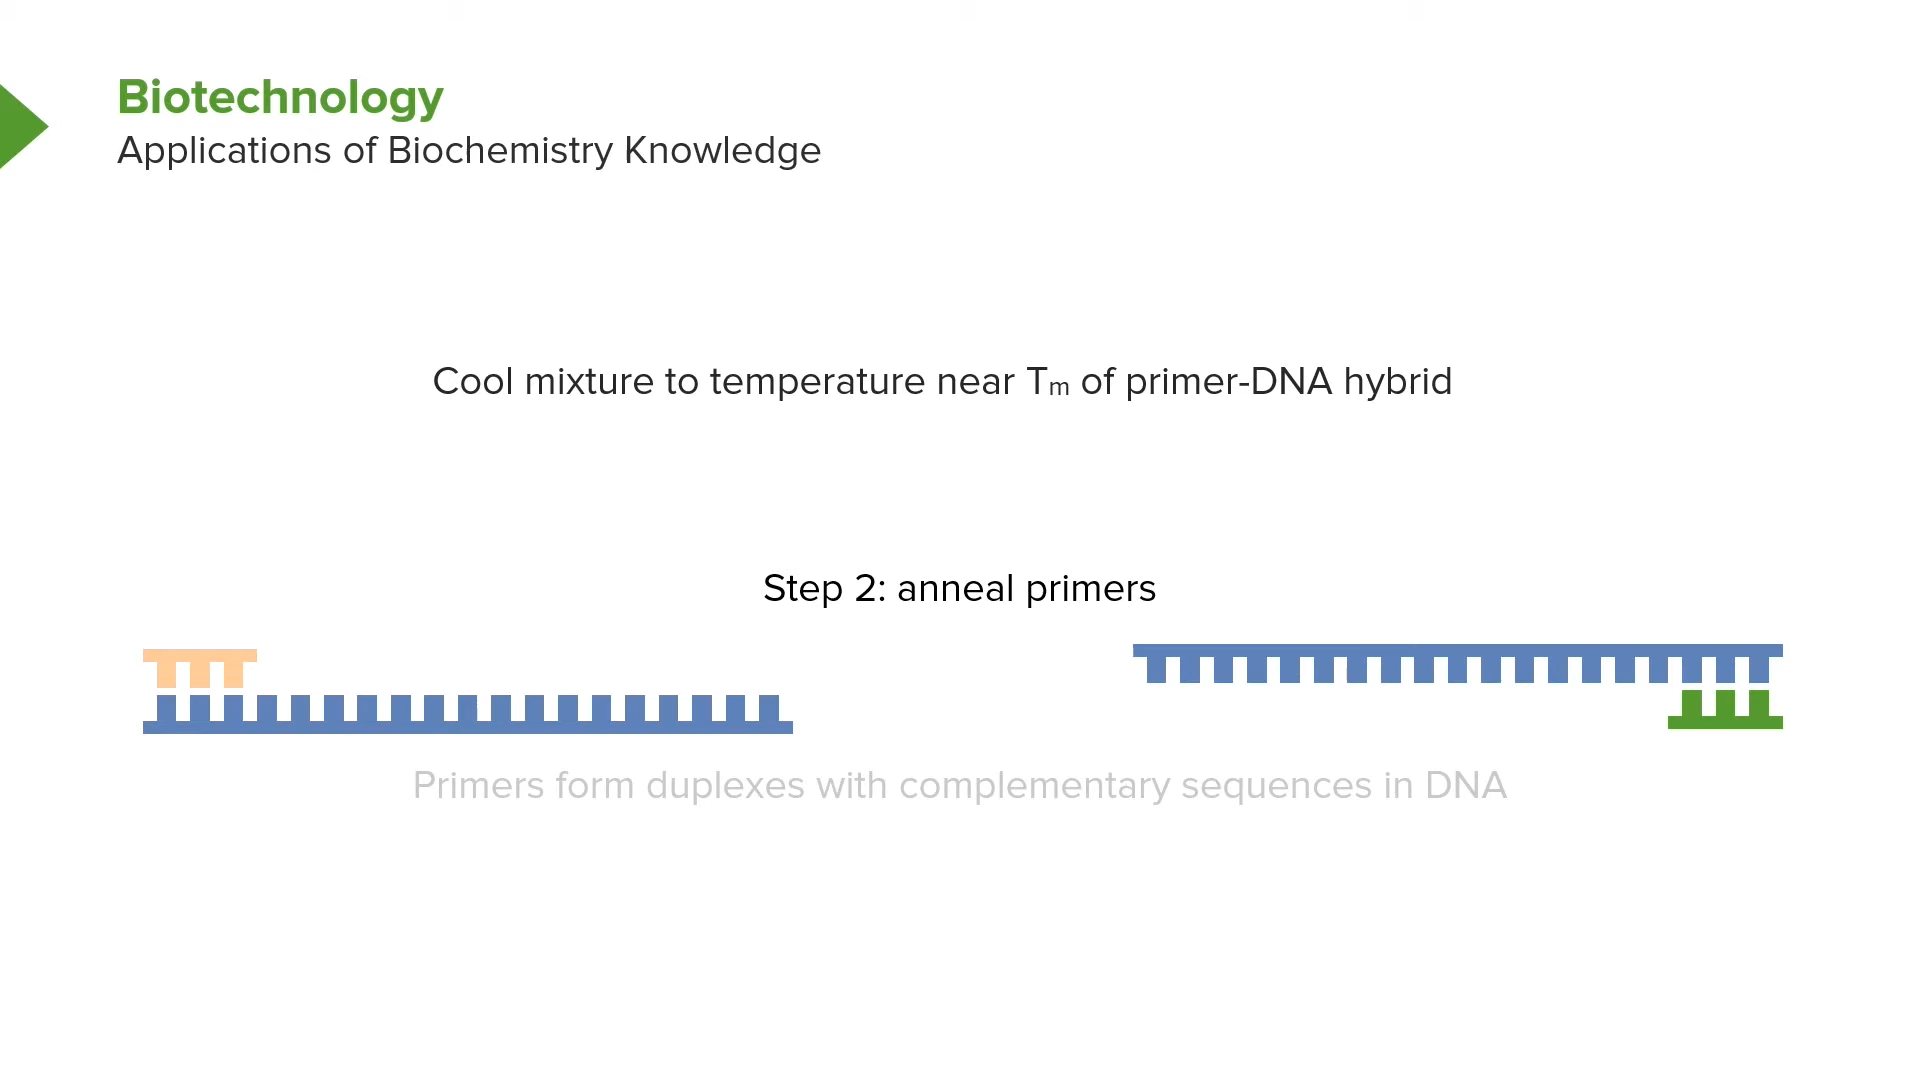 Biotechnology
Applications of Biochemistry Knowledge
Cool mixture to temperature near Tₘ of primer-DNA hybrid
Step 2: anneal primers
Primers form duplexes with complementary sequences in DNA